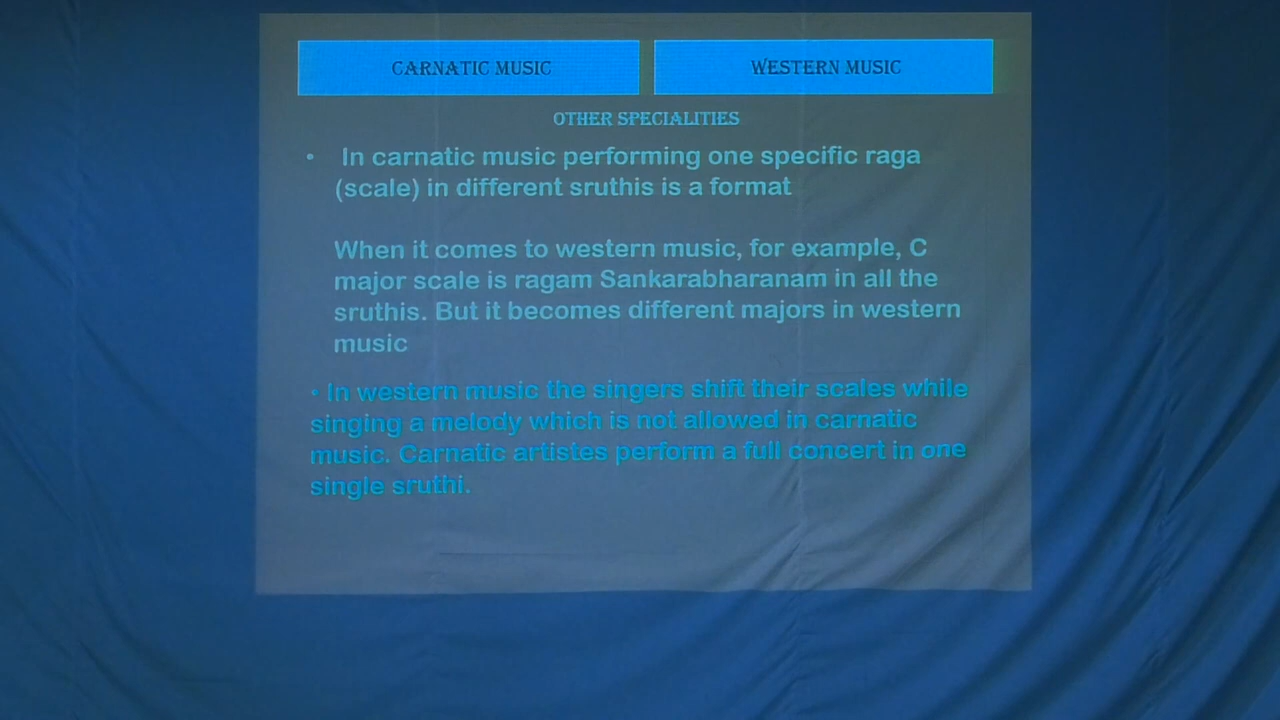 CARNATIC MUSIC
WESTERN MUSIC
OTHER SPECIALITIES
• In carnatic music performing one specific raga
(scale) in different sruthis is a format
When it comes to western music, for example, C
major scale is ragam Sankarabharanam in all the
sruthis. But it becomes different majors in western
music
• In western music the singers shift their scales while
singing a melody which is not allowed in carnatic
music. Carnatic artistes perform a full concert in one
single sruthi.